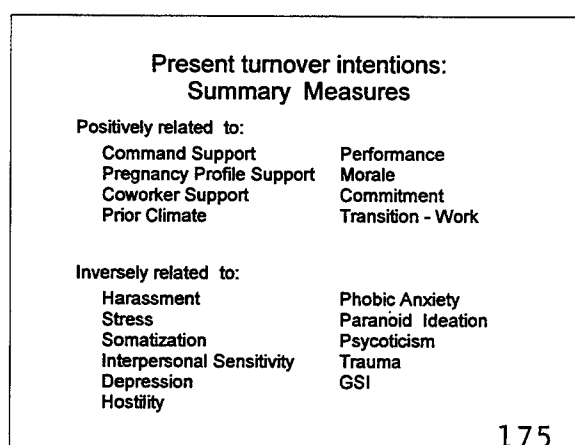 Present turnover intentions:
Summary Measures
Positively related to:
Command Support
Pregnancy Profile Support
Coworker Support
Prior Climate
Performance
Morale
Commitment
Transition - Work
Inversely related to:
Harassment
Stress
Somatization
Interpersonal Sensitivity
Depression
Hostility
Phobic Anxiety
Paranoid Ideation
Psycoticism
Trauma
GSI
175